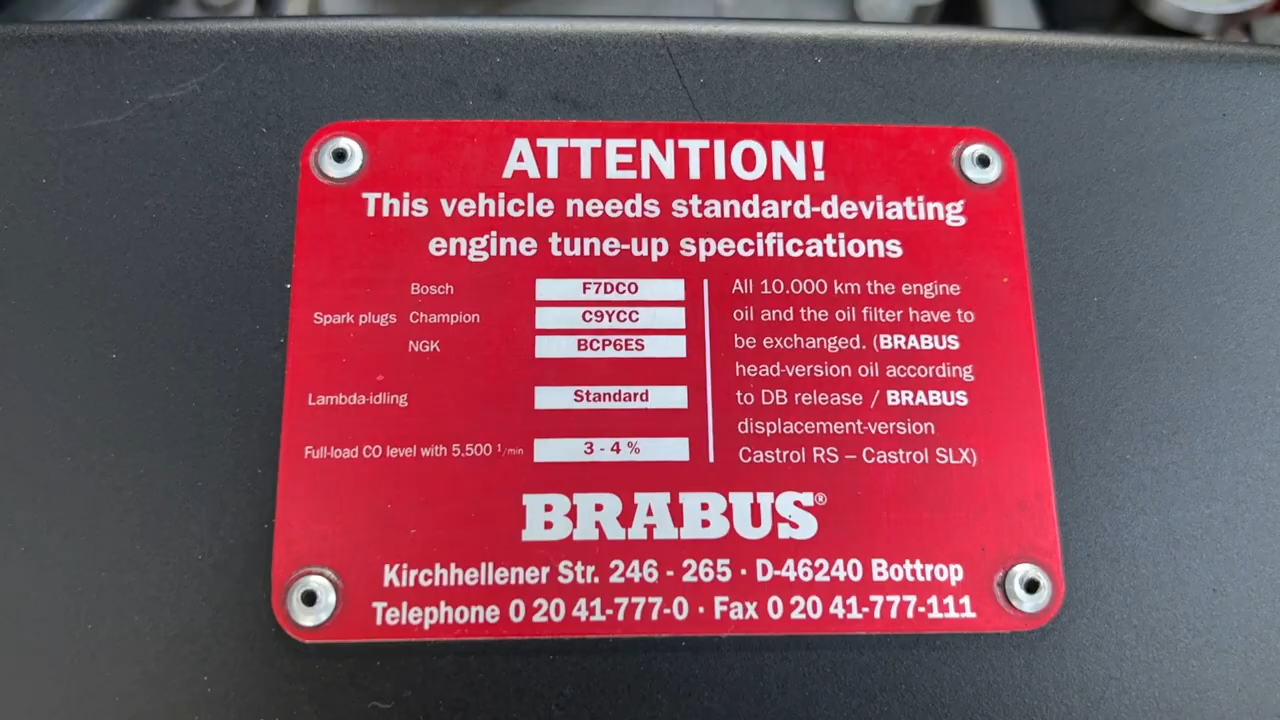 ATTENTION!
This vehicle needs standard-deviating
engine tune-up specifications
Bosch F7DCO
Spark plugs Champion C9YCC
NGK BCP6ES
Lambda-idling Standard
Full-load CO level with 5,500 1/min 3 - 4 %
All 10.000 km the engine
oil and the oil filter have to
be exchanged. (BRABUS
head-version oil according
to DB release / BRABUS
displacement-version
Castrol RS – Castrol SLX)
BRABUS®
Kirchhellener Str. 246 - 265 · D-46240 Bottrop
Telephone 0 20 41-777-0 · Fax 0 20 41-777-111